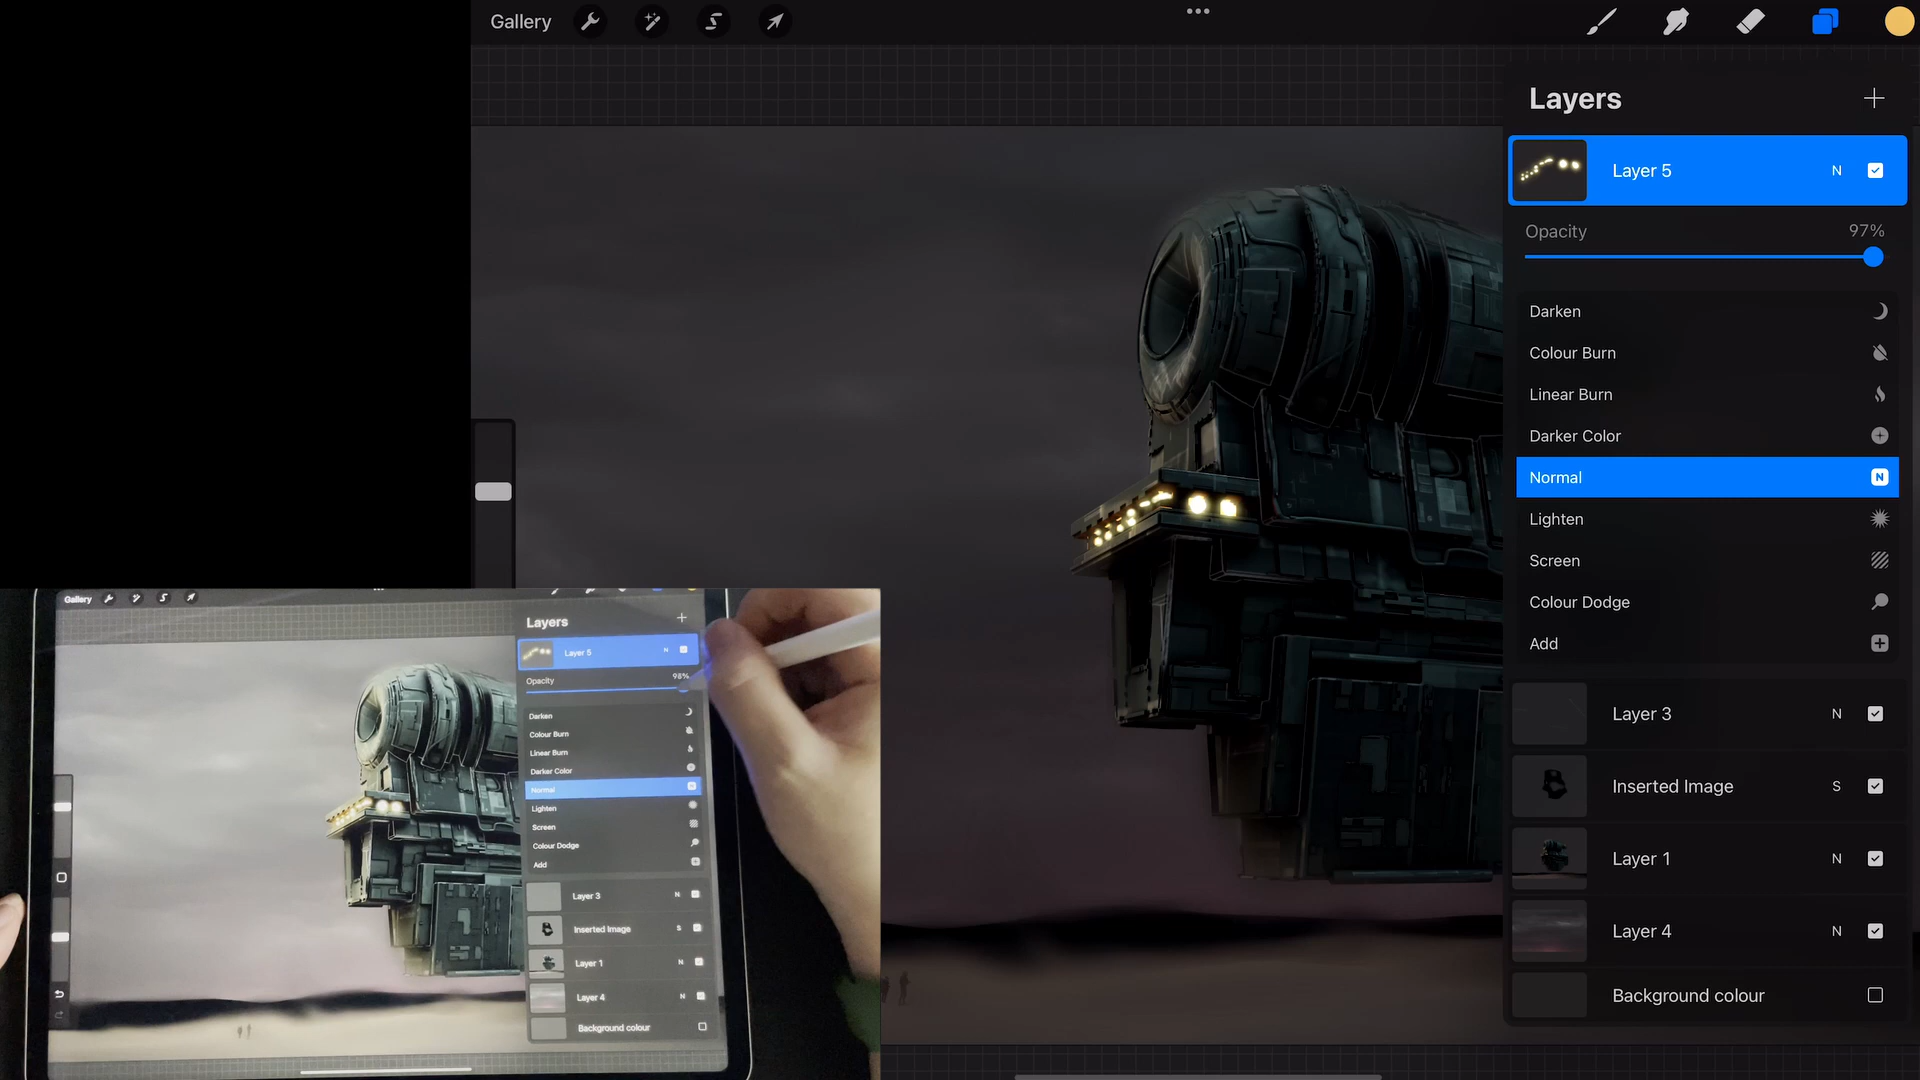 Gallery
Layers
Layer 5 N
Opacity 97%
Darken
Colour Burn
Linear Burn
Darker Color
Normal N
Lighten
Screen
Colour Dodge
Add
Layer 3 N
Inserted Image S
Layer 1 N
Layer 4 N
Background colour
Gallery
Layers
Layer 5 N
Opacity 98%
Darken
Colour Burn
Linear Burn
Darker Color
Normal
Lighten
Screen
Colour Dodge
Add
Layer 3 N
Inserted Image S
Layer 1 N
Layer 4 N
Background colour